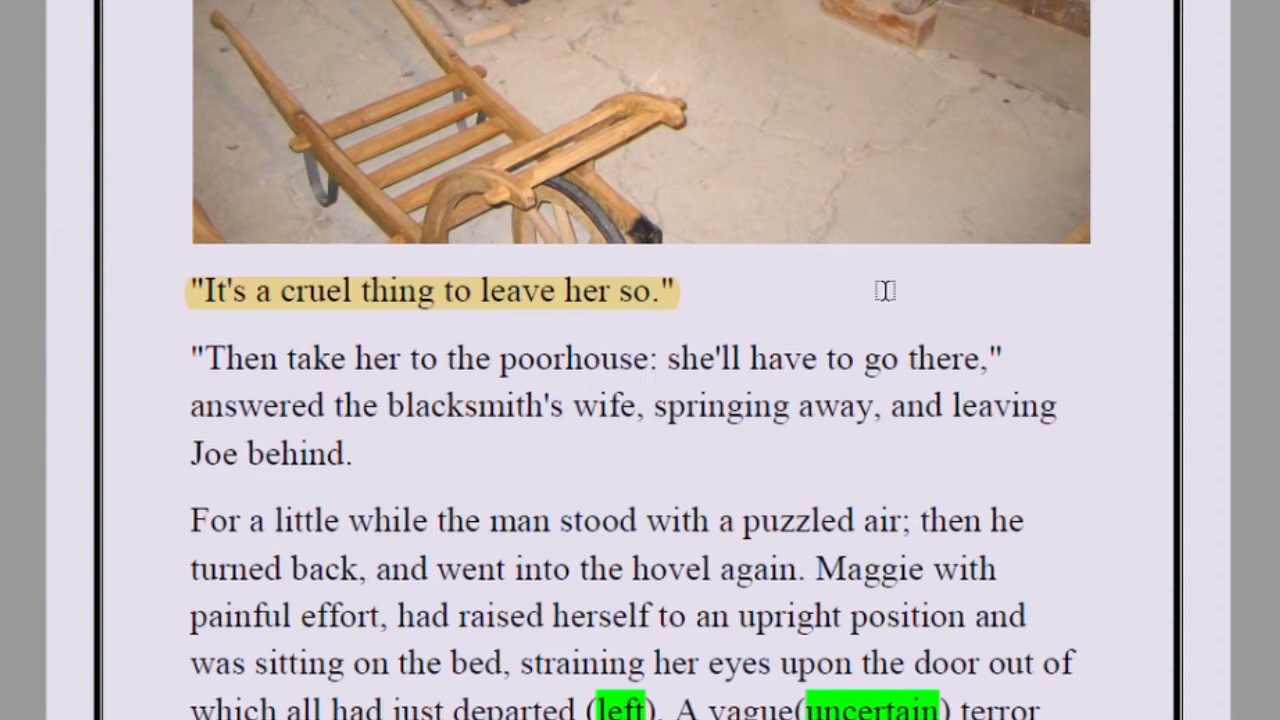 "It's a cruel thing to leave her so."
"Then take her to the poorhouse: she'll have to go there,"
answered the blacksmith's wife, springing away, and leaving
Joe behind.
For a little while the man stood with a puzzled air; then he
turned back, and went into the hovel again. Maggie with
painful effort, had raised herself to an upright position and
was sitting on the bed, straining her eyes upon the door out of
which all had just departed (left). A vague(uncertain) terror